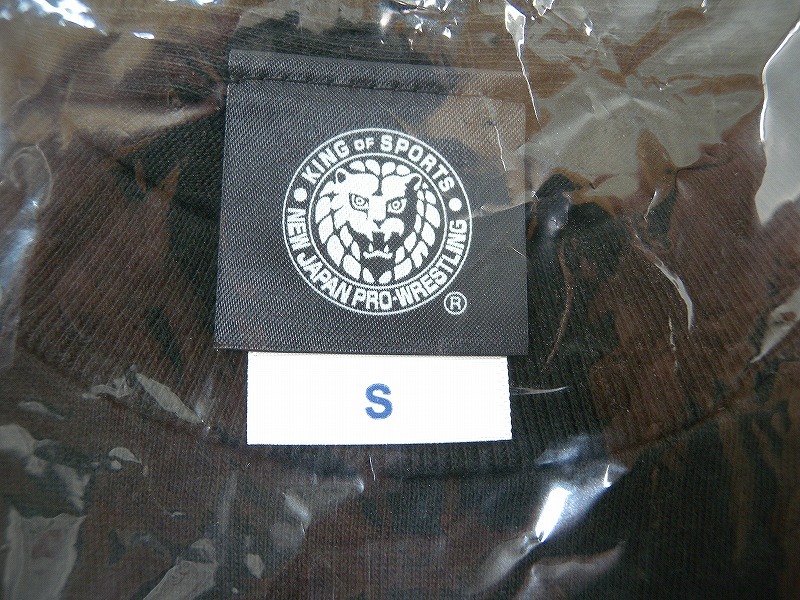 • KING OF SPORTS •
NEW JAPAN PRO-WRESTLING
®
S